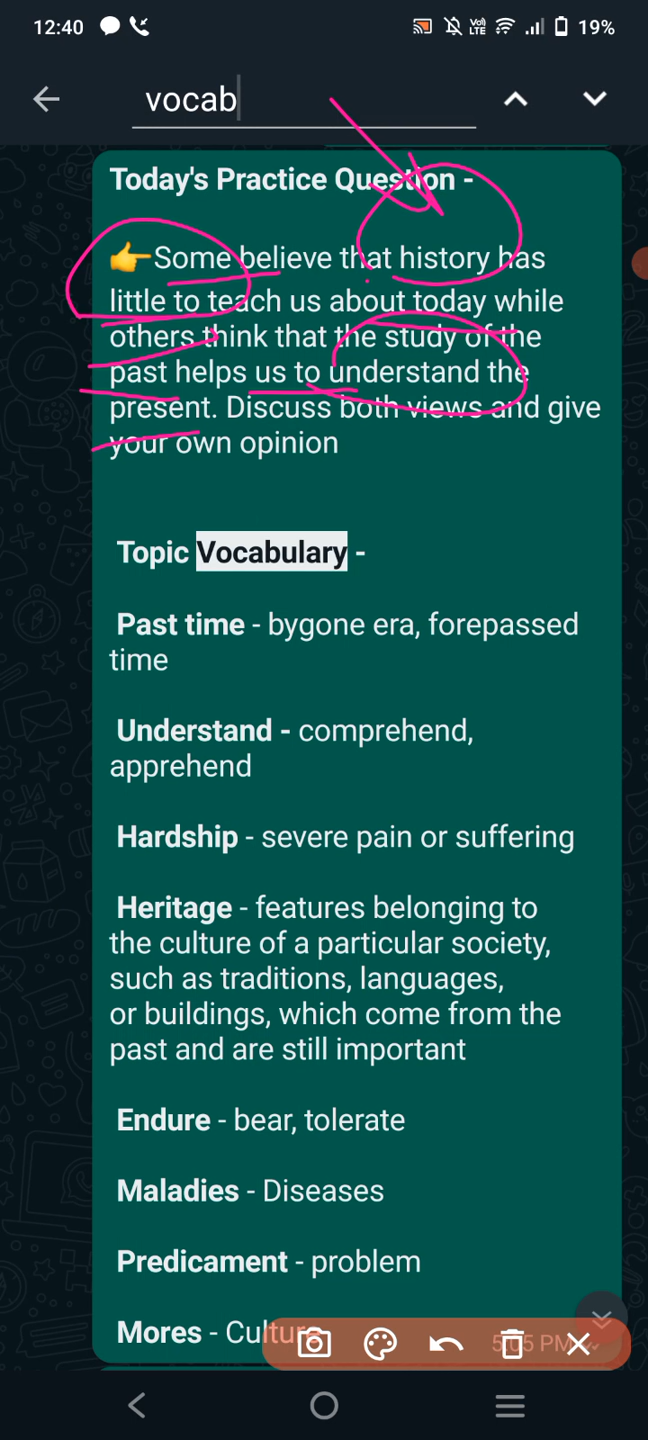 12:40 19%
vocab
Today's Practice Question -
👉Some believe that history has
little to teach us about today while
others think that the study of the
past helps us to understand the
present. Discuss both views and give
your own opinion
Topic Vocabulary -
Past time - bygone era, forepassed
time
Understand - comprehend,
apprehend
Hardship - severe pain or suffering
Heritage - features belonging to
the culture of a particular society,
such as traditions, languages,
or buildings, which come from the
past and are still important
Endure - bear, tolerate
Maladies - Diseases
Predicament - problem
Mores - Culture
5:05 PM